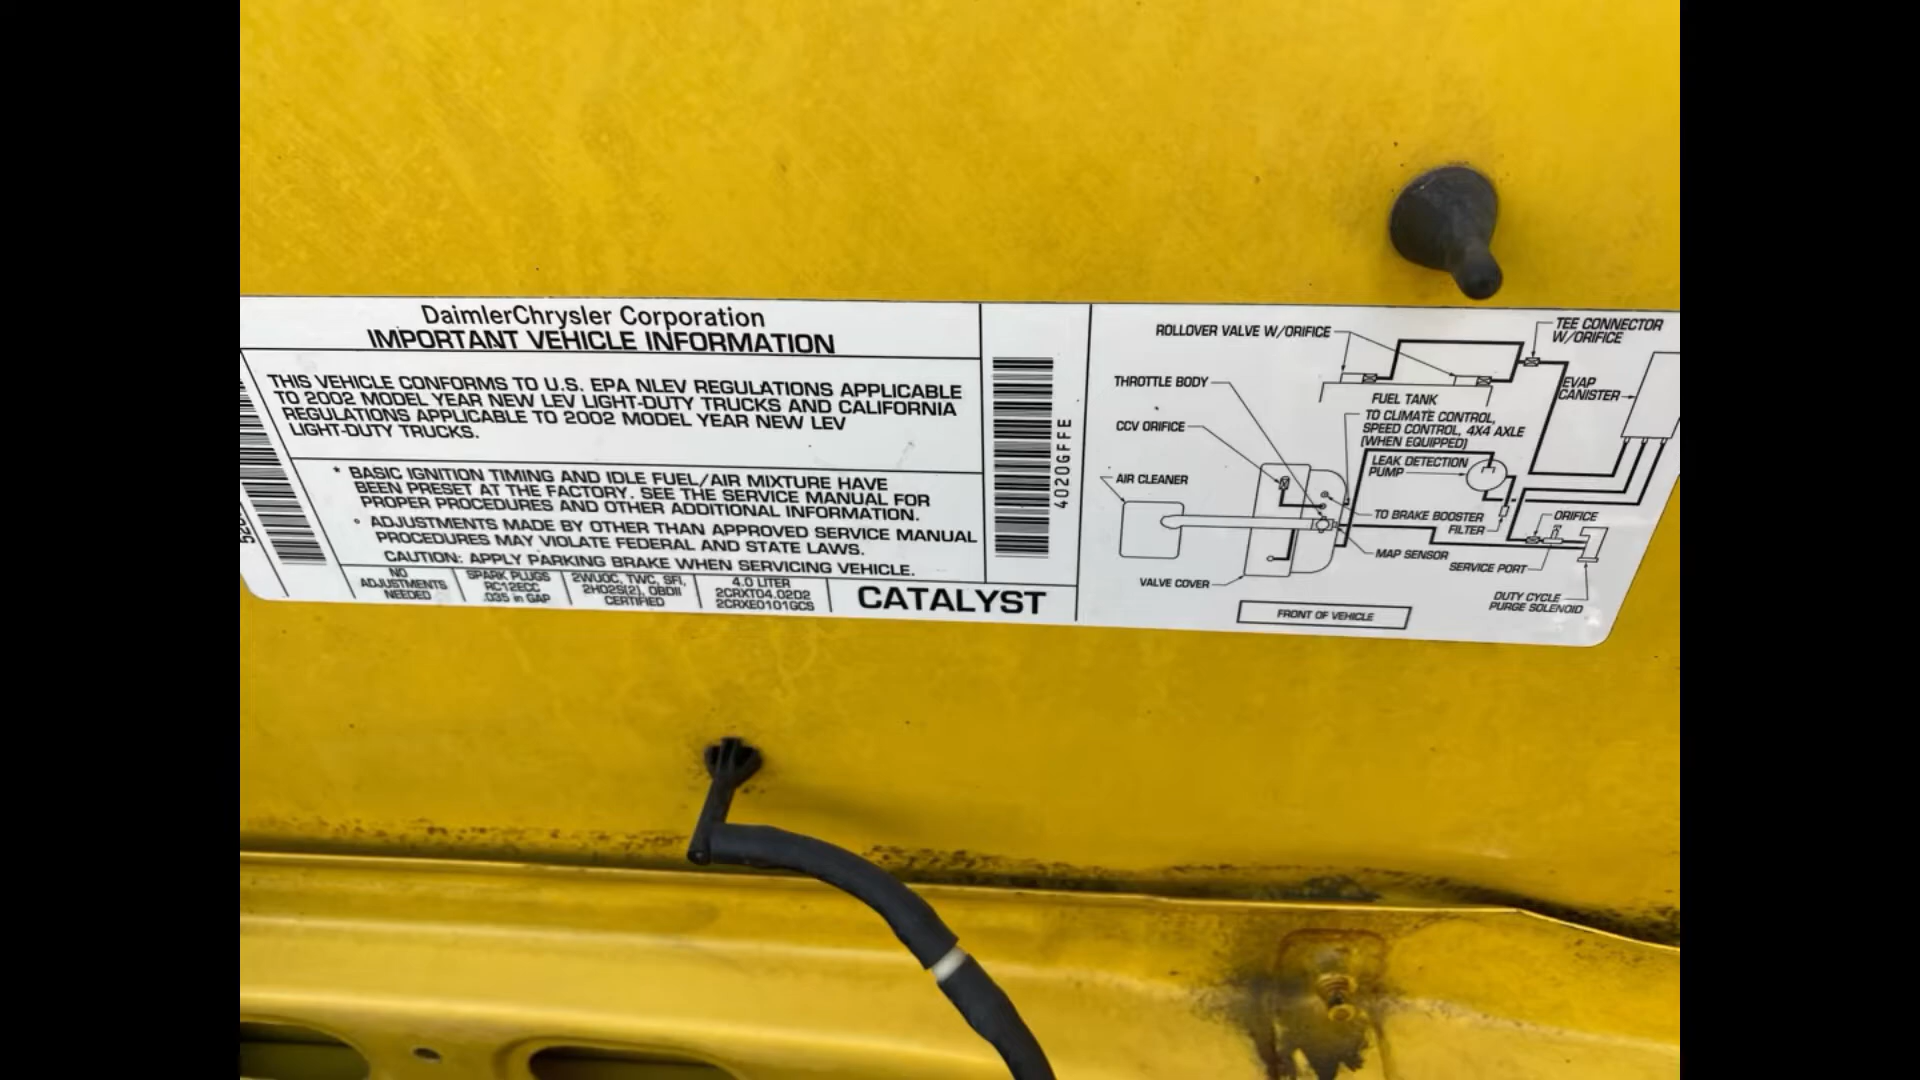 DaimlerChrysler Corporation
IMPORTANT VEHICLE INFORMATION
THIS VEHICLE CONFORMS TO U.S. EPA NLEV REGULATIONS APPLICABLE
TO 2002 MODEL YEAR NEW LEV LIGHT-DUTY TRUCKS AND CALIFORNIA
REGULATIONS APPLICABLE TO 2002 MODEL YEAR NEW LEV
LIGHT-DUTY TRUCKS.
* BASIC IGNITION TIMING AND IDLE FUEL/AIR MIXTURE HAVE
BEEN PRESET AT THE FACTORY. SEE THE SERVICE MANUAL FOR
PROPER PROCEDURES AND OTHER ADDITIONAL INFORMATION.
* ADJUSTMENTS MADE BY OTHER THAN APPROVED SERVICE MANUAL
PROCEDURES MAY VIOLATE FEDERAL AND STATE LAWS.
CAUTION: APPLY PARKING BRAKE WHEN SERVICING VEHICLE.
NO
ADJUSTMENTS
NEEDED
SPARK PLUGS
RC12ECC
.035 in GAP
2WUOC, TWC, SFI,
2HO2S(2), OBDII
CERTIFIED
4.0 LITER
2CRXT04.02D2
2CRXE0101GCS
CATALYST
4020GFFE
ROLLOVER VALVE W/ORIFICE
TEE CONNECTOR
W/ORIFICE
THROTTLE BODY
FUEL TANK
EVAP
CANISTER
TO CLIMATE CONTROL,
SPEED CONTROL, 4X4 AXLE
(WHEN EQUIPPED)
CCV ORIFICE
LEAK DETECTION
PUMP
AIR CLEANER
TO BRAKE BOOSTER
FILTER
ORIFICE
MAP SENSOR
SERVICE PORT
VALVE COVER
DUTY CYCLE
PURGE SOLENOID
FRONT OF VEHICLE